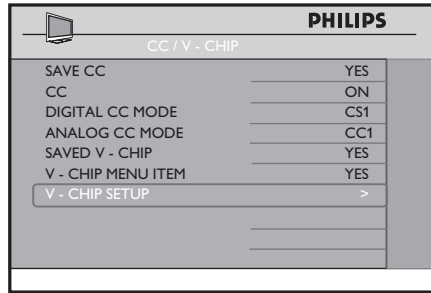 PHILIPS
CC / V - CHIP
SAVE CC YES
CC ON
DIGITAL CC MODE CS1
ANALOG CC MODE CC1
SAVED V - CHIP YES
V - CHIP MENU ITEM YES
V - CHIP SETUP >